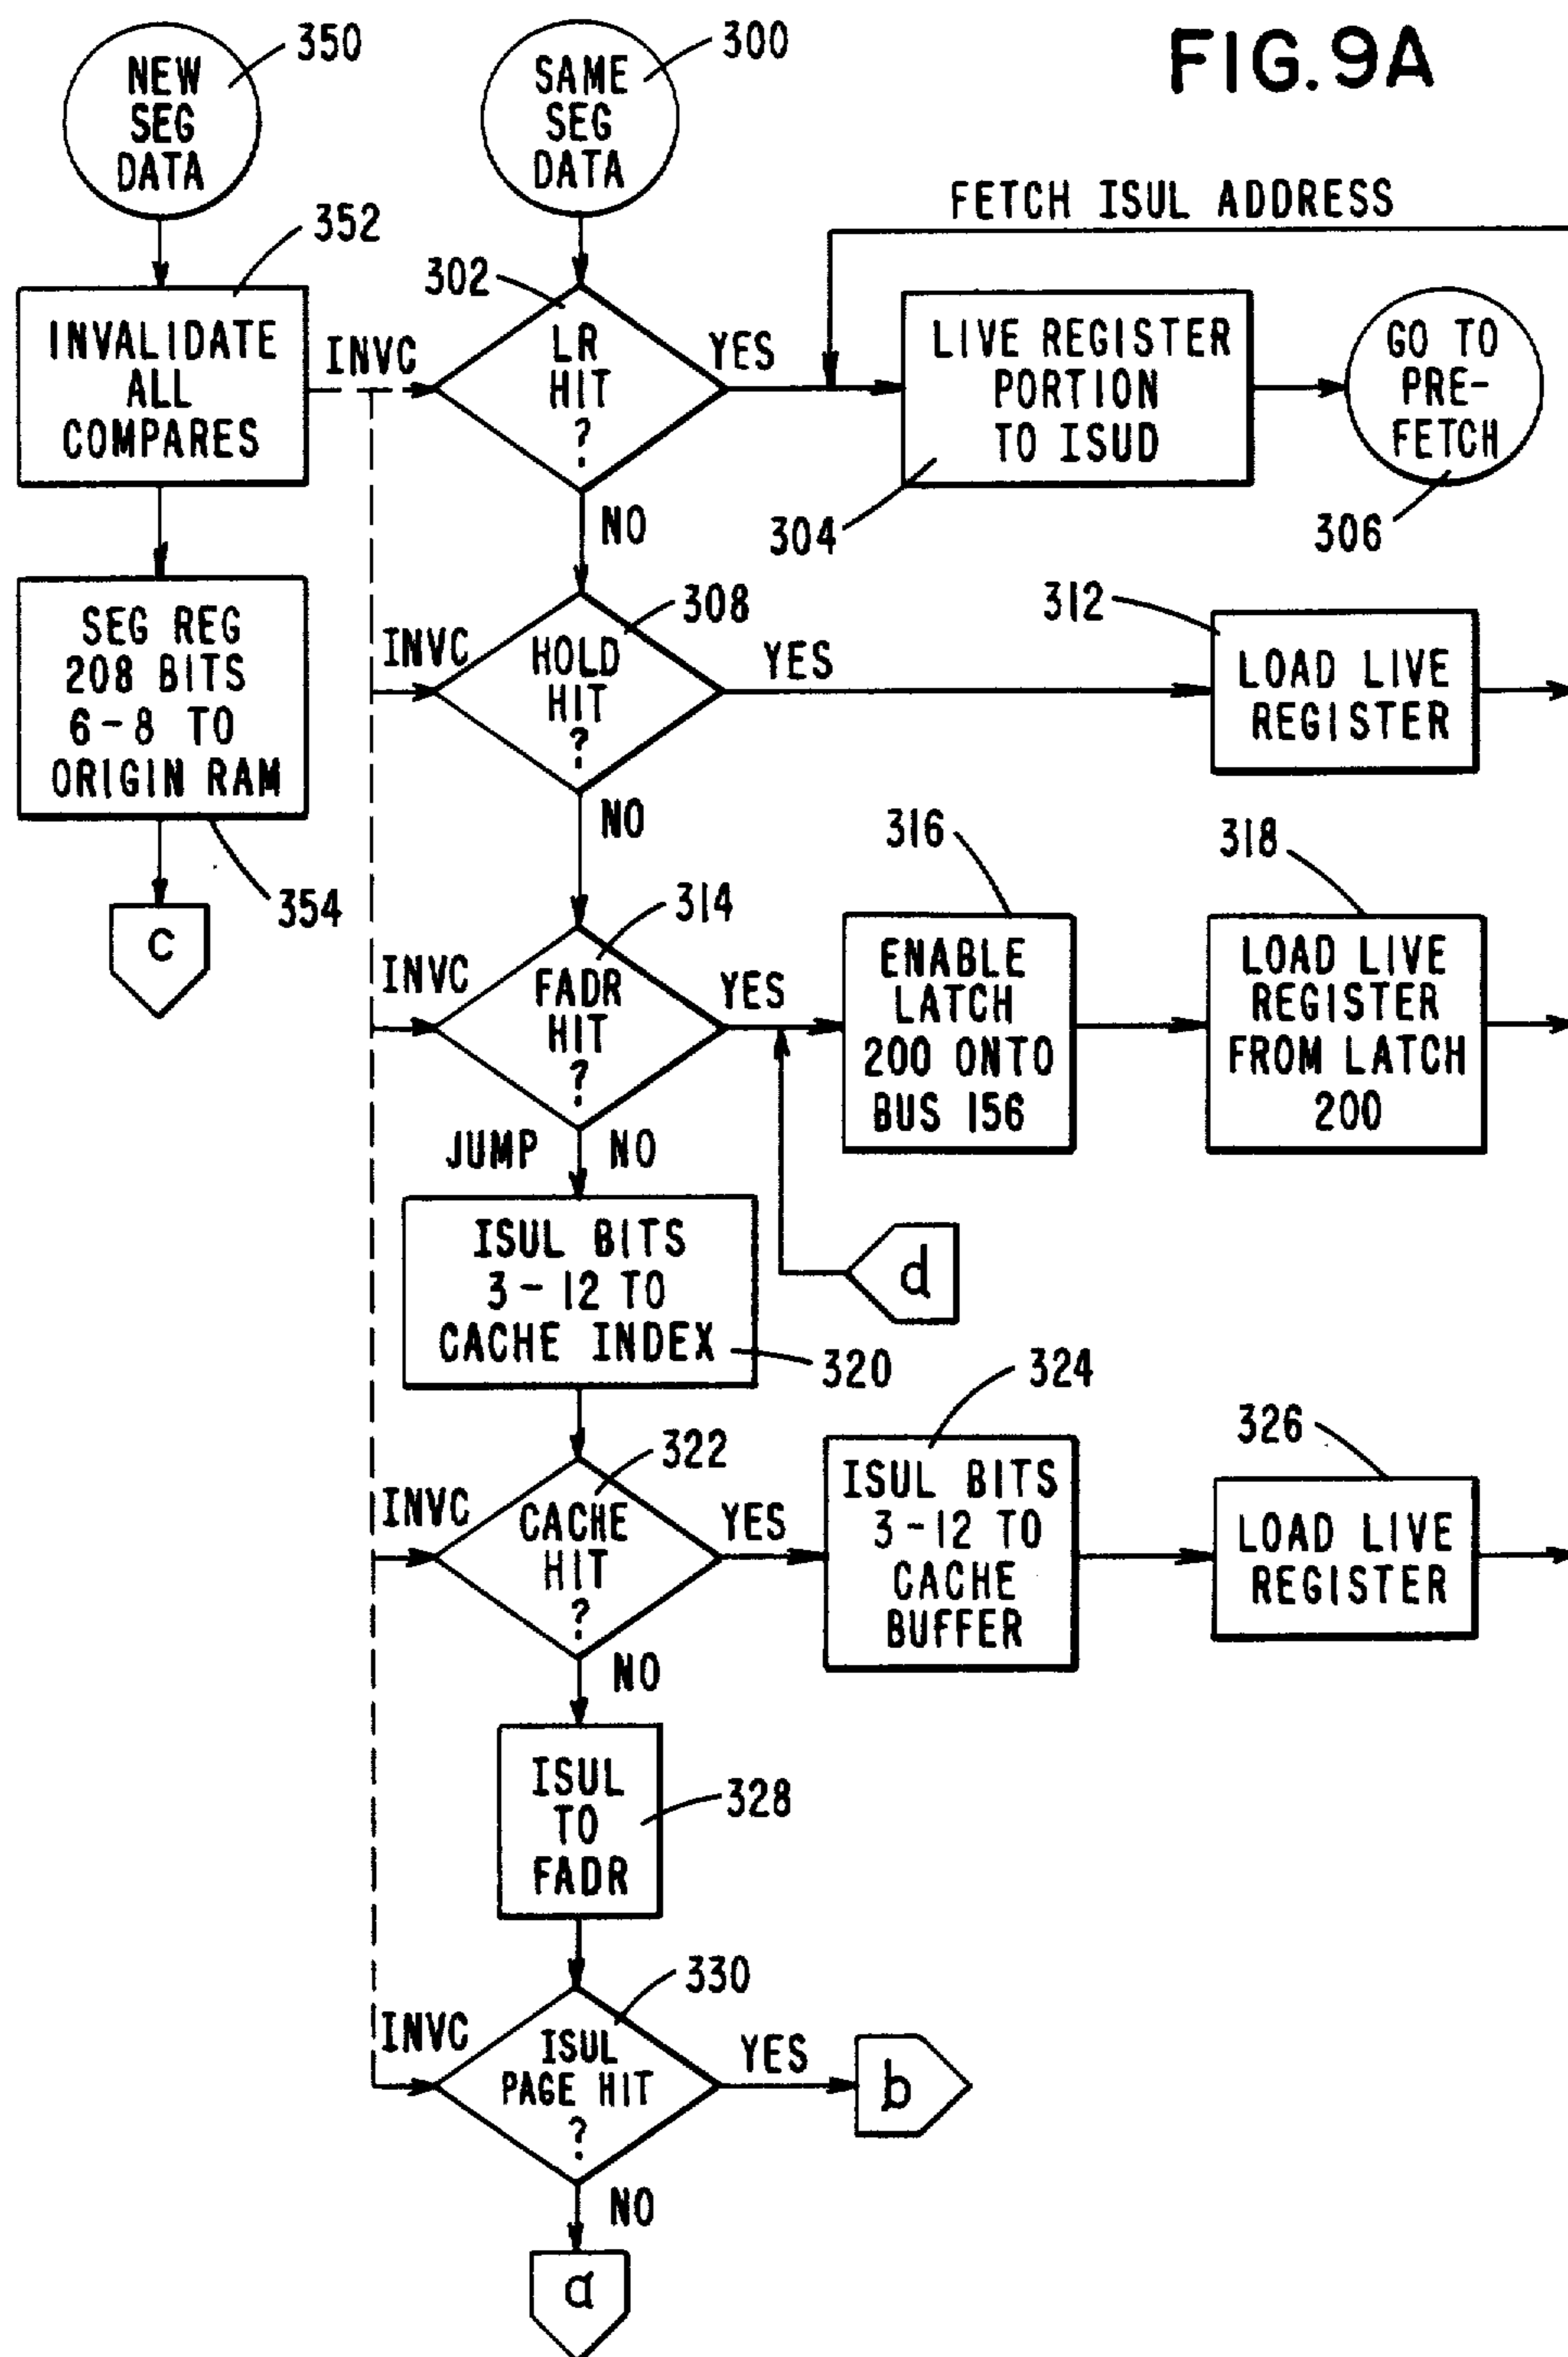 FIG. 9A
350
NEW
SEG
DATA
300
SAME
SEG
DATA
FETCH ISUL ADDRESS
352
INVALIDATE
ALL
COMPARES
INVC
302
LR
HIT
?
YES
LIVE REGISTER
PORTION
TO ISUD
304
GO TO
PRE-
FETCH
306
NO
SEG REG
208 BITS
6-8 TO
ORIGIN RAM
354
C
INVC
308
HOLD
HIT
?
YES
312
LOAD LIVE
REGISTER
NO
INVC
314
FADR
HIT
?
YES
316
ENABLE
LATCH
200 ONTO
BUS 156
318
LOAD LIVE
REGISTER
FROM LATCH
200
JUMP NO
ISUL BITS
3-12 TO
CACHE INDEX
320
d
INVC
322
CACHE
HIT
?
YES
324
ISUL BITS
3-12 TO
CACHE
BUFFER
326
LOAD LIVE
REGISTER
NO
ISUL
TO
FADR
328
INVC
330
ISUL
PAGE HIT
?
YES
b
NO
a